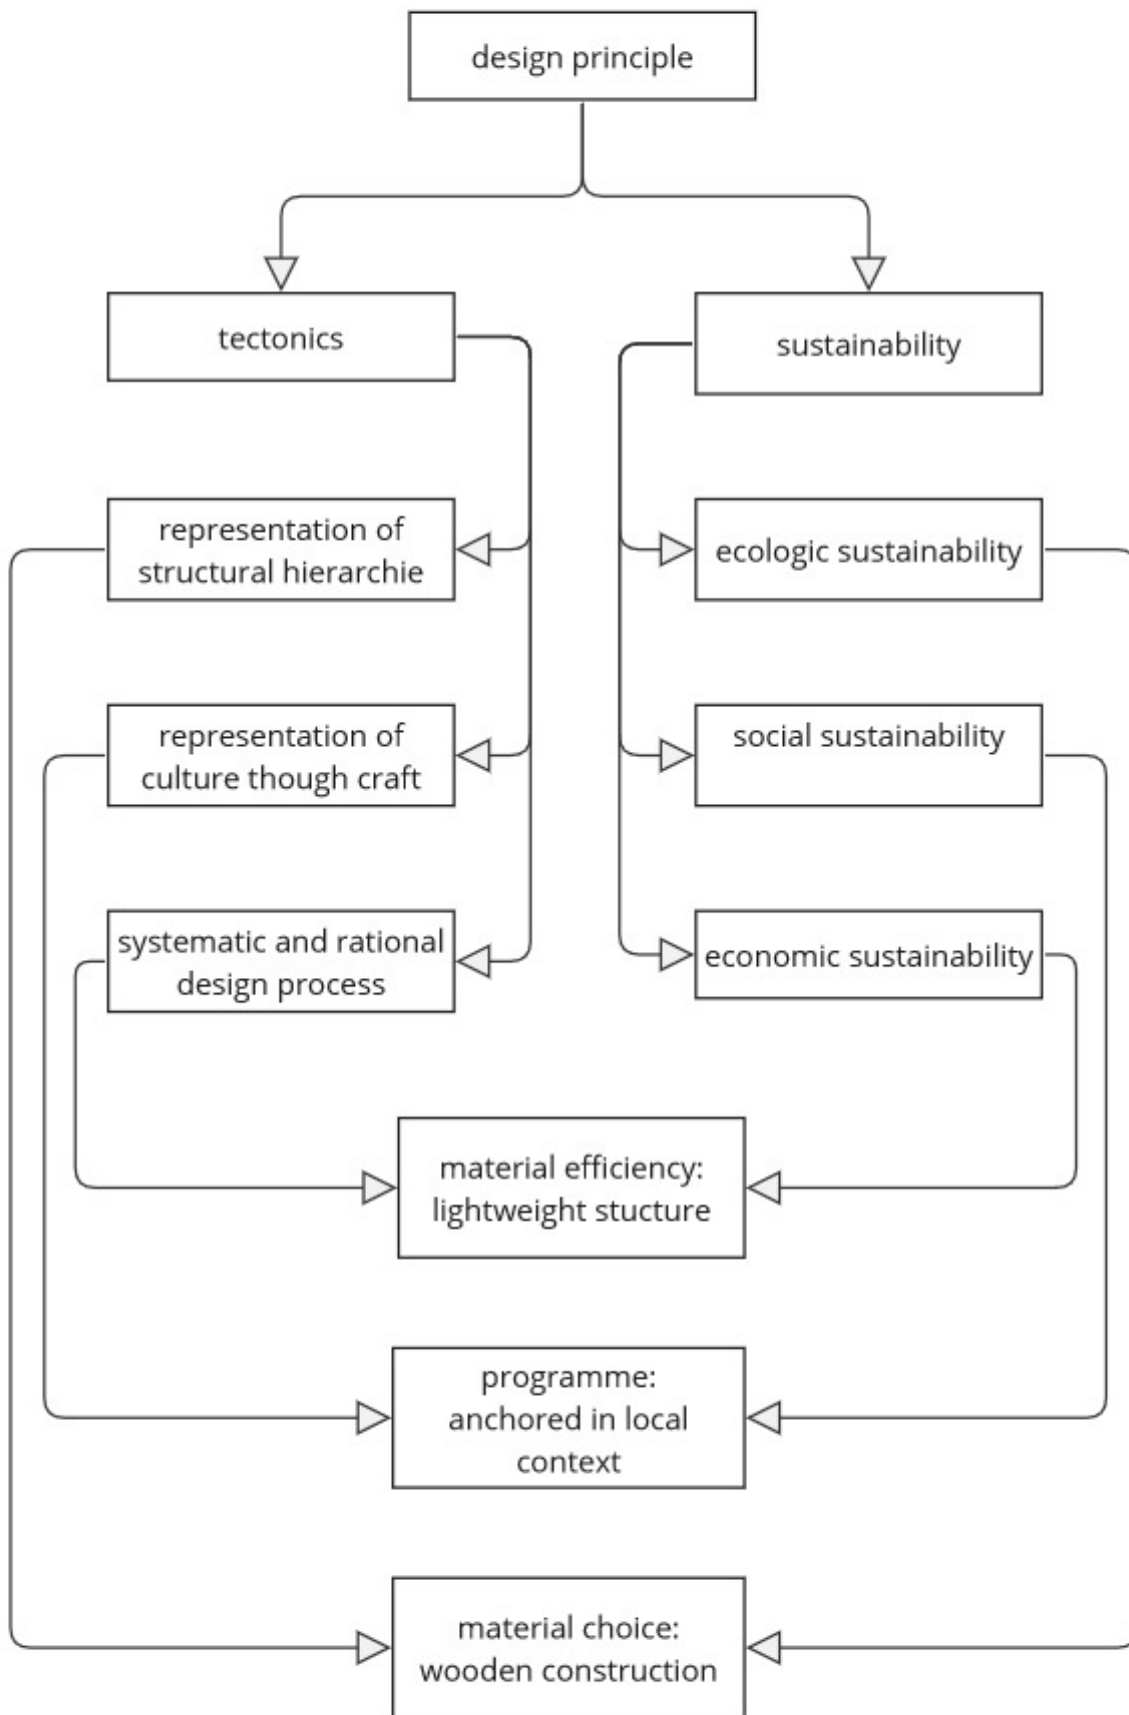 design principle
tectonics
sustainability
representation of
structural hierarchie
ecologic sustainability
representation of
culture though craft
social sustainability
systematic and rational
design process
economic sustainability
material efficiency:
lightweight stucture
programme:
anchored in local
context
material choice:
wooden construction